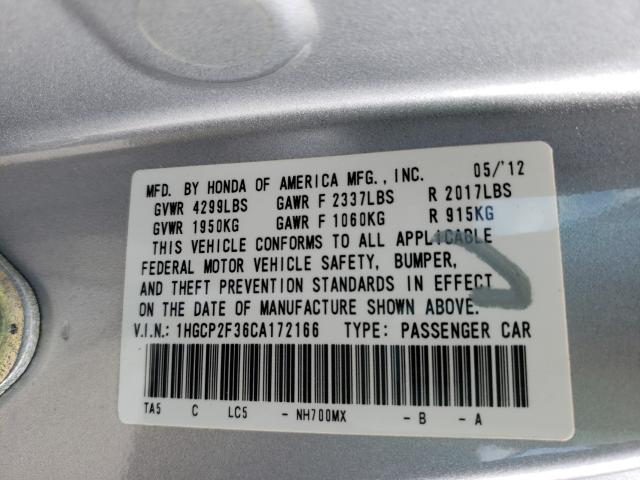 MFD. BY HONDA OF AMERICA MFG., INC. 05/'12
GVWR 4299LBS GAWR F 2337LBS R 2017LBS
GVWR 1950KG GAWR F 1060KG R 915KG
THIS VEHICLE CONFORMS TO ALL APPLICABLE
FEDERAL MOTOR VEHICLE SAFETY, BUMPER,
AND THEFT PREVENTION STANDARDS IN EFFECT
ON THE DATE OF MANUFACTURE SHOWN ABOVE.
V.I.N.: 1HGCP2F36CA172166 TYPE: PASSENGER CAR
TA5 C LC5 - NH700MX - B - A